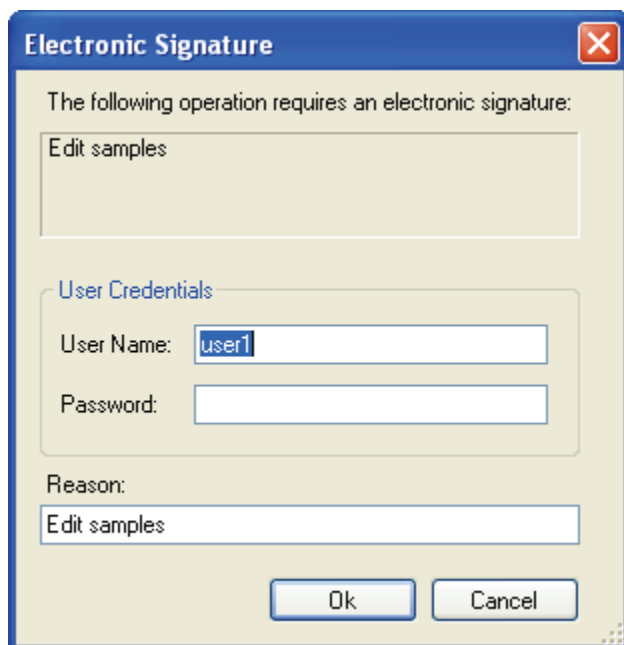 Electronic Signature
The following operation requires an electronic signature:
Edit samples
User Credentials
User Name: user1
Password:
Reason:
Edit samples
Ok Cancel